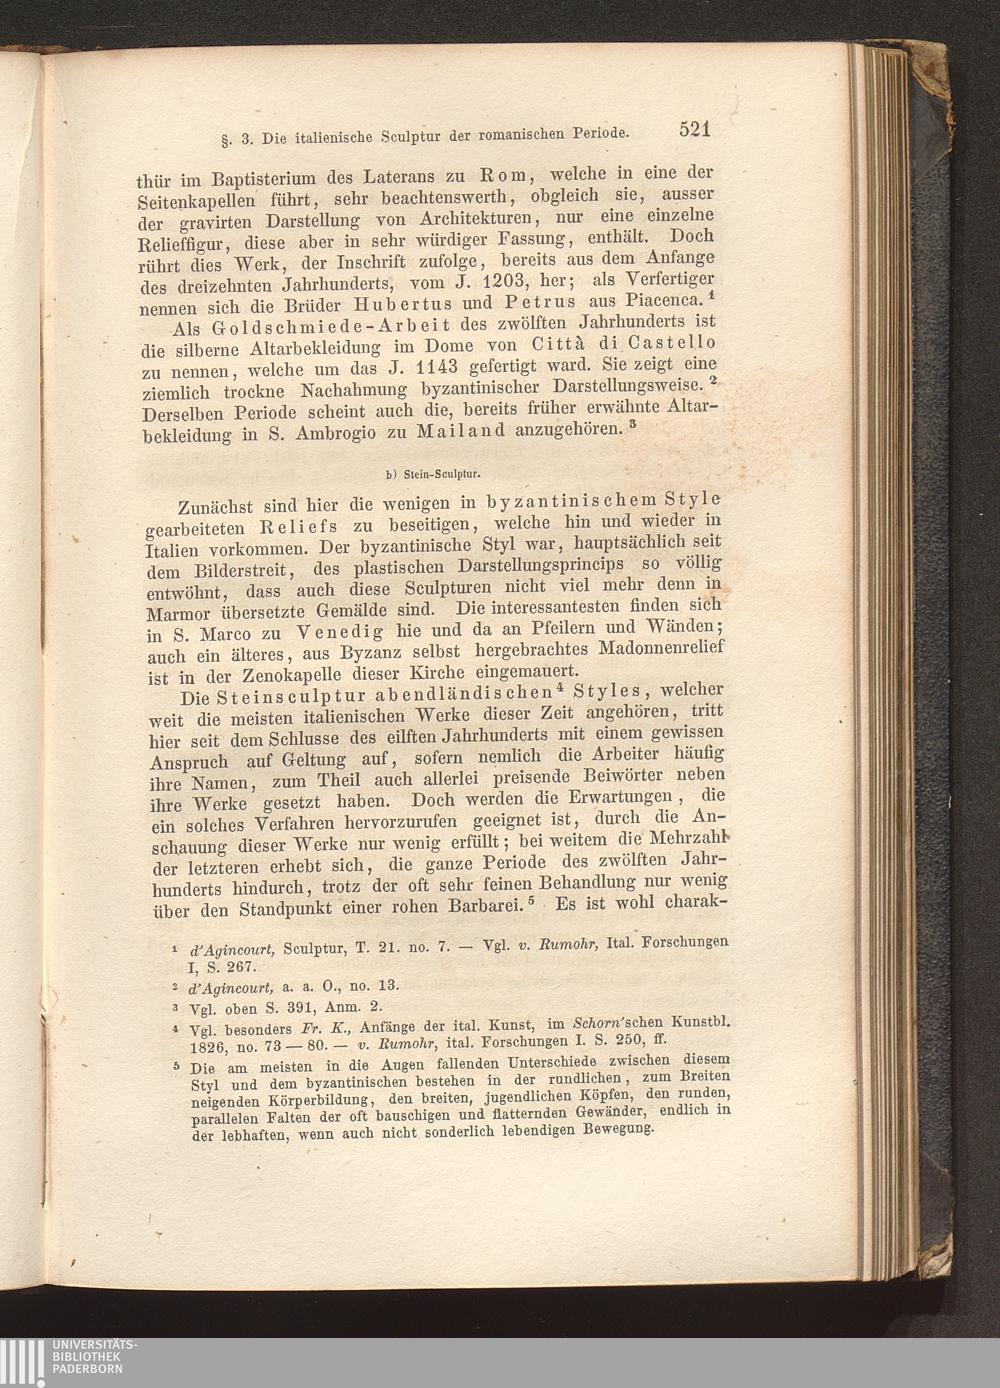 §. 3. Die italienische Sculptur der romanischen Periode. 521
thür im Baptisterium des Laterans zu Rom, welche in eine der
Seitenkapellen führt, sehr beachtenswerth, obgleich sie, ausser
der gravirten Darstellung von Architekturen, nur eine einzelne
Relieffigur, diese aber in sehr würdiger Fassung, enthält. Doch
rührt dies Werk, der Inschrift zufolge, bereits aus dem Anfange
des dreizehnten Jahrhunderts, vom J. 1203, her; als Verfertiger
nennen sich die Brüder Hubertus und Petrus aus Piacenca. ¹
Als Goldschmiede-Arbeit des zwölften Jahrhunderts ist
die silberne Altarbekleidung im Dome von Città di Castello
zu nennen, welche um das J. 1143 gefertigt ward. Sie zeigt eine
ziemlich trockne Nachahmung byzantinischer Darstellungsweise. ²
Derselben Periode scheint auch die, bereits früher erwähnte Altar-
bekleidung in S. Ambrogio zu Mailand anzugehören. ³
b) Stein-Sculptur.
Zunächst sind hier die wenigen in byzantinischem Style
gearbeiteten Reliefs zu beseitigen, welche hin und wieder in
Italien vorkommen. Der byzantinische Styl war, hauptsächlich seit
dem Bilderstreit, des plastischen Darstellungsprincips so völlig
entwöhnt, dass auch diese Sculpturen nicht viel mehr denn in
Marmor übersetzte Gemälde sind. Die interessantesten finden sich
in S. Marco zu Venedig hie und da an Pfeilern und Wänden;
auch ein älteres, aus Byzanz selbst hergebrachtes Madonnenrelief
ist in der Zenokapelle dieser Kirche eingemauert.
Die Steinsculptur abendländischen⁴ Styles, welcher
weit die meisten italienischen Werke dieser Zeit angehören, tritt
hier seit dem Schlusse des eilften Jahrhunderts mit einem gewissen
Anspruch auf Geltung auf, sofern nemlich die Arbeiter häufig
ihre Namen, zum Theil auch allerlei preisende Beiwörter neben
ihre Werke gesetzt haben. Doch werden die Erwartungen, die
ein solches Verfahren hervorzurufen geeignet ist, durch die An-
schauung dieser Werke nur wenig erfüllt; bei weitem die Mehrzahl
der letzteren erhebt sich, die ganze Periode des zwölften Jahr-
hunderts hindurch, trotz der oft sehr feinen Behandlung nur wenig
über den Standpunkt einer rohen Barbarei. ⁵ Es ist wohl charak-
¹ d'Agincourt, Sculptur, T. 21. no. 7. — Vgl. v. Rumohr, Ital. Forschungen
I, S. 267.
² d'Agincourt, a. a. O., no. 13.
³ Vgl. oben S. 391, Anm. 2.
⁴ Vgl. besonders Fr. K., Anfänge der ital. Kunst, im Schorn'schen Kunstbl.
1826, no. 73 — 80. — v. Rumohr, ital. Forschungen I. S. 250, ff.
⁵ Die am meisten in die Augen fallenden Unterschiede zwischen diesem
Styl und dem byzantinischen bestehen in der rundlichen, zum Breiten
neigenden Körperbildung, den breiten, jugendlichen Köpfen, den runden,
parallelen Falten der oft bauschigen und flatternden Gewänder, endlich in
der lebhaften, wenn auch nicht sonderlich lebendigen Bewegung.
UNIVERSITÄTS-
BIBLIOTHEK
PADERBORN